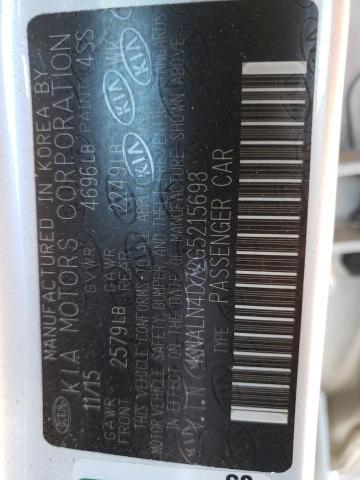 MANUFACTURED IN KOREA BY
KIA MOTORS CORPORATION
11/15 GVWR 4696LB PAINT 4SS
GAWR FRONT 2579LB GAWR REAR 2249LB
THIS VEHICLE CONFORMS TO ALL APPLICABLE FEDERAL
MOTOR VEHICLE SAFETY BUMPER, AND THEFT PREVENTION STANDARDS
IN EFFECT ON THE DATE OF MANUFACTURE SHOWN ABOVE.
TYPE : PASSENGER CAR
KIA